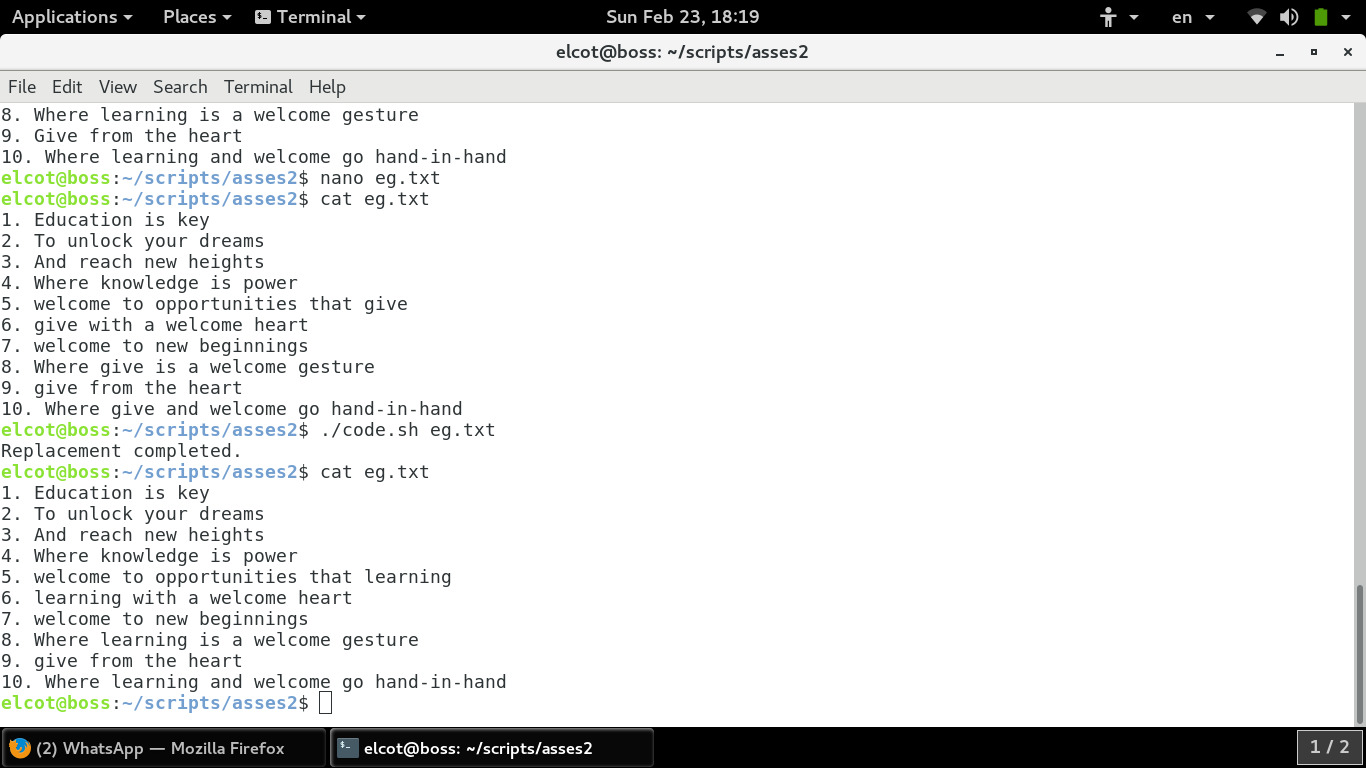 Applications Places Terminal Sun Feb 23, 18:19 en
elcot@boss: ~/scripts/asses2
File Edit View Search Terminal Help
8. Where learning is a welcome gesture
9. Give from the heart
10. Where learning and welcome go hand-in-hand
elcot@boss:~/scripts/asses2$ nano eg.txt
elcot@boss:~/scripts/asses2$ cat eg.txt
1. Education is key
2. To unlock your dreams
3. And reach new heights
4. Where knowledge is power
5. welcome to opportunities that give
6. give with a welcome heart
7. welcome to new beginnings
8. Where give is a welcome gesture
9. give from the heart
10. Where give and welcome go hand-in-hand
elcot@boss:~/scripts/asses2$ ./code.sh eg.txt
Replacement completed.
elcot@boss:~/scripts/asses2$ cat eg.txt
1. Education is key
2. To unlock your dreams
3. And reach new heights
4. Where knowledge is power
5. welcome to opportunities that learning
6. learning with a welcome heart
7. welcome to new beginnings
8. Where learning is a welcome gesture
9. give from the heart
10. Where learning and welcome go hand-in-hand
elcot@boss:~/scripts/asses2$
(2) WhatsApp — Mozilla Firefox elcot@boss: ~/scripts/asses2 1 / 2